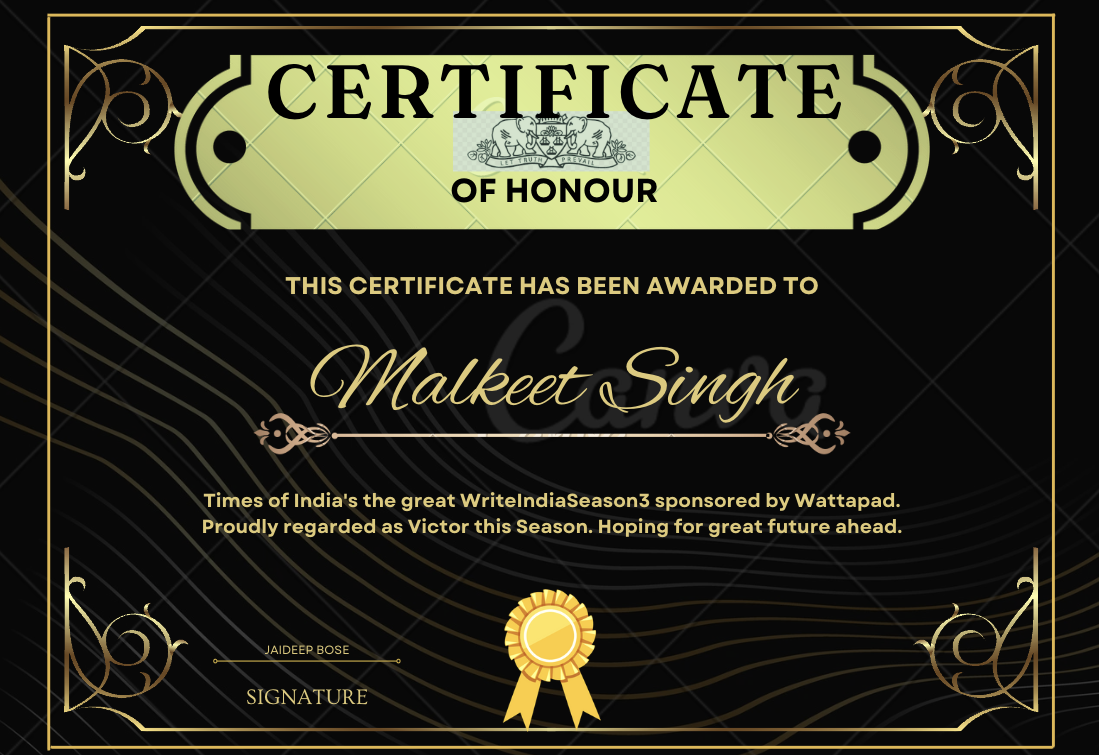 CERTIFICATE
LET TRUTH PREVAIL
OF HONOUR
THIS CERTIFICATE HAS BEEN AWARDED TO
Canva
Malkeet Singh
Times of India's the great WriteIndiaSeason3 sponsored by Wattapad.
Proudly regarded as Victor this Season. Hoping for great future ahead.
JAIDEEP BOSE
SIGNATURE